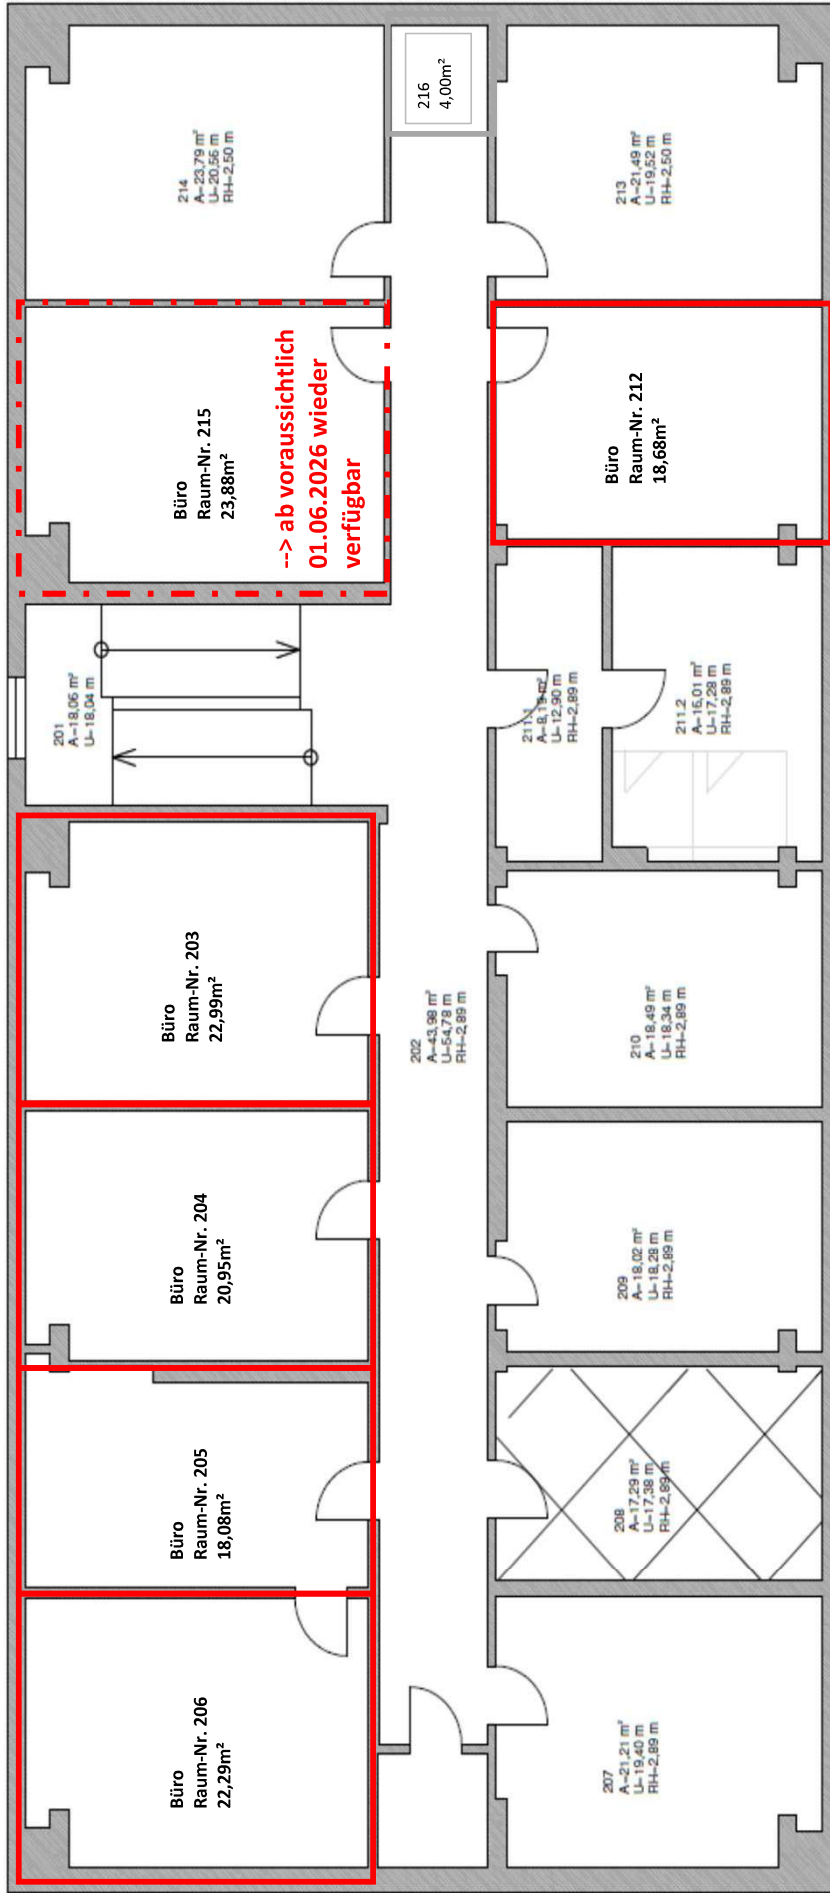 214
A=23,79 m²
U=20,56 m
RH=2,50 m
216
4,00m²
213
A=21,49 m²
U=19,52 m
RH=2,50 m
Büro
Raum-Nr. 215
23,88m²
--> ab voraussichtlich
01.06.2026 wieder
verfügbar
Büro
Raum-Nr. 212
18,68m²
201
A=18,06 m²
U=18,04 m
211.1
A=8,19 m²
U=12,90 m
RH=2,89 m
211.2
U=17,28 m
RH=2,89 m
Büro
Raum-Nr. 203
22,99m²
202
A=43,98 m²
U=54,78 m
RH=2,89 m
210
A=18,49 m²
U=18,34 m
RH=2,89 m
Büro
Raum-Nr. 204
20,95m²
209
A=18,02 m²
U=18,28 m
RH=2,89 m
Büro
Raum-Nr. 205
18,08m²
208
A=17,29 m²
U=17,38 m
RH=2,89 m
Büro
Raum-Nr. 206
22,29m²
207
A=21,21 m²
U=19,40 m
RH=2,89 m